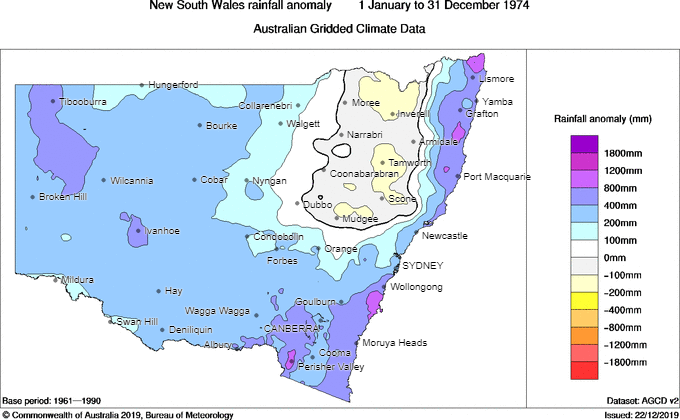 New South Wales rainfall anomaly 1 January to 31 December 1974
Australian Gridded Climate Data
Hungerford
Tibooburra
Collarenebri
Moree
Lismore
Yamba
Inverell
Grafton
Bourke
Walgett
Narrabri
Armidale
Tamworth
Coonabarabran
Wilcannia
Cobar
Nyngan
Port Macquarie
Broken Hill
Dubbo
Scone
Mudgee
Ivanhoe
Condobolin
Newcastle
Orange
Forbes
SYDNEY
Mildura
Hay
Wollongong
Goulburn
Wagga Wagga
Swan Hill
Deniliquin
CANBERRA
Albury
Moruya Heads
Cooma
Perisher Valley
Rainfall anomaly (mm)
1800mm
1200mm
800mm
400mm
200mm
100mm
0mm
-100mm
-200mm
-400mm
-800mm
-1200mm
-1800mm
Base period: 1961—1990
Dataset: AGCD v2
© Commonwealth of Australia 2019, Bureau of Meteorology
Issued: 22/12/2019